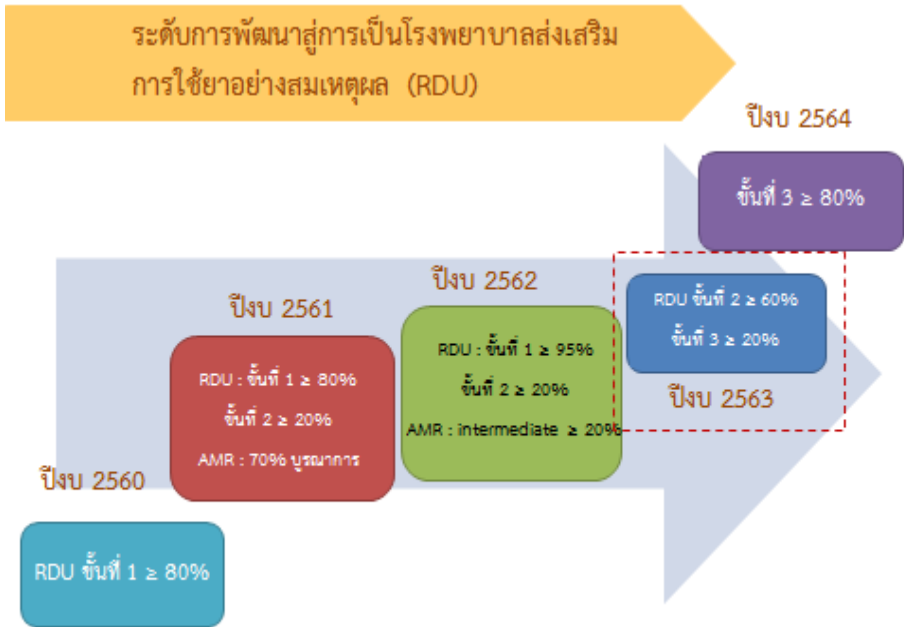 ระดับการพัฒนาสู่การเป็นโรงพยาบาลส่งเสริม
การใช้ยาอย่างสมเหตุผล (RDU)
ปีงบ 2564
ขั้นที่ 3 ≥ 80%
ปีงบ 2562
RDU ขั้นที่ 2 ≥ 60%
ขั้นที่ 3 ≥ 20%
ปีงบ 2563
ปีงบ 2561
RDU : ขั้นที่ 1 ≥ 95%
ขั้นที่ 2 ≥ 20%
AMR : intermediate ≥ 20%
RDU : ขั้นที่ 1 ≥ 80%
ขั้นที่ 2 ≥ 20%
AMR : 70% บูรณาการ
ปีงบ 2560
RDU ขั้นที่ 1 ≥ 80%